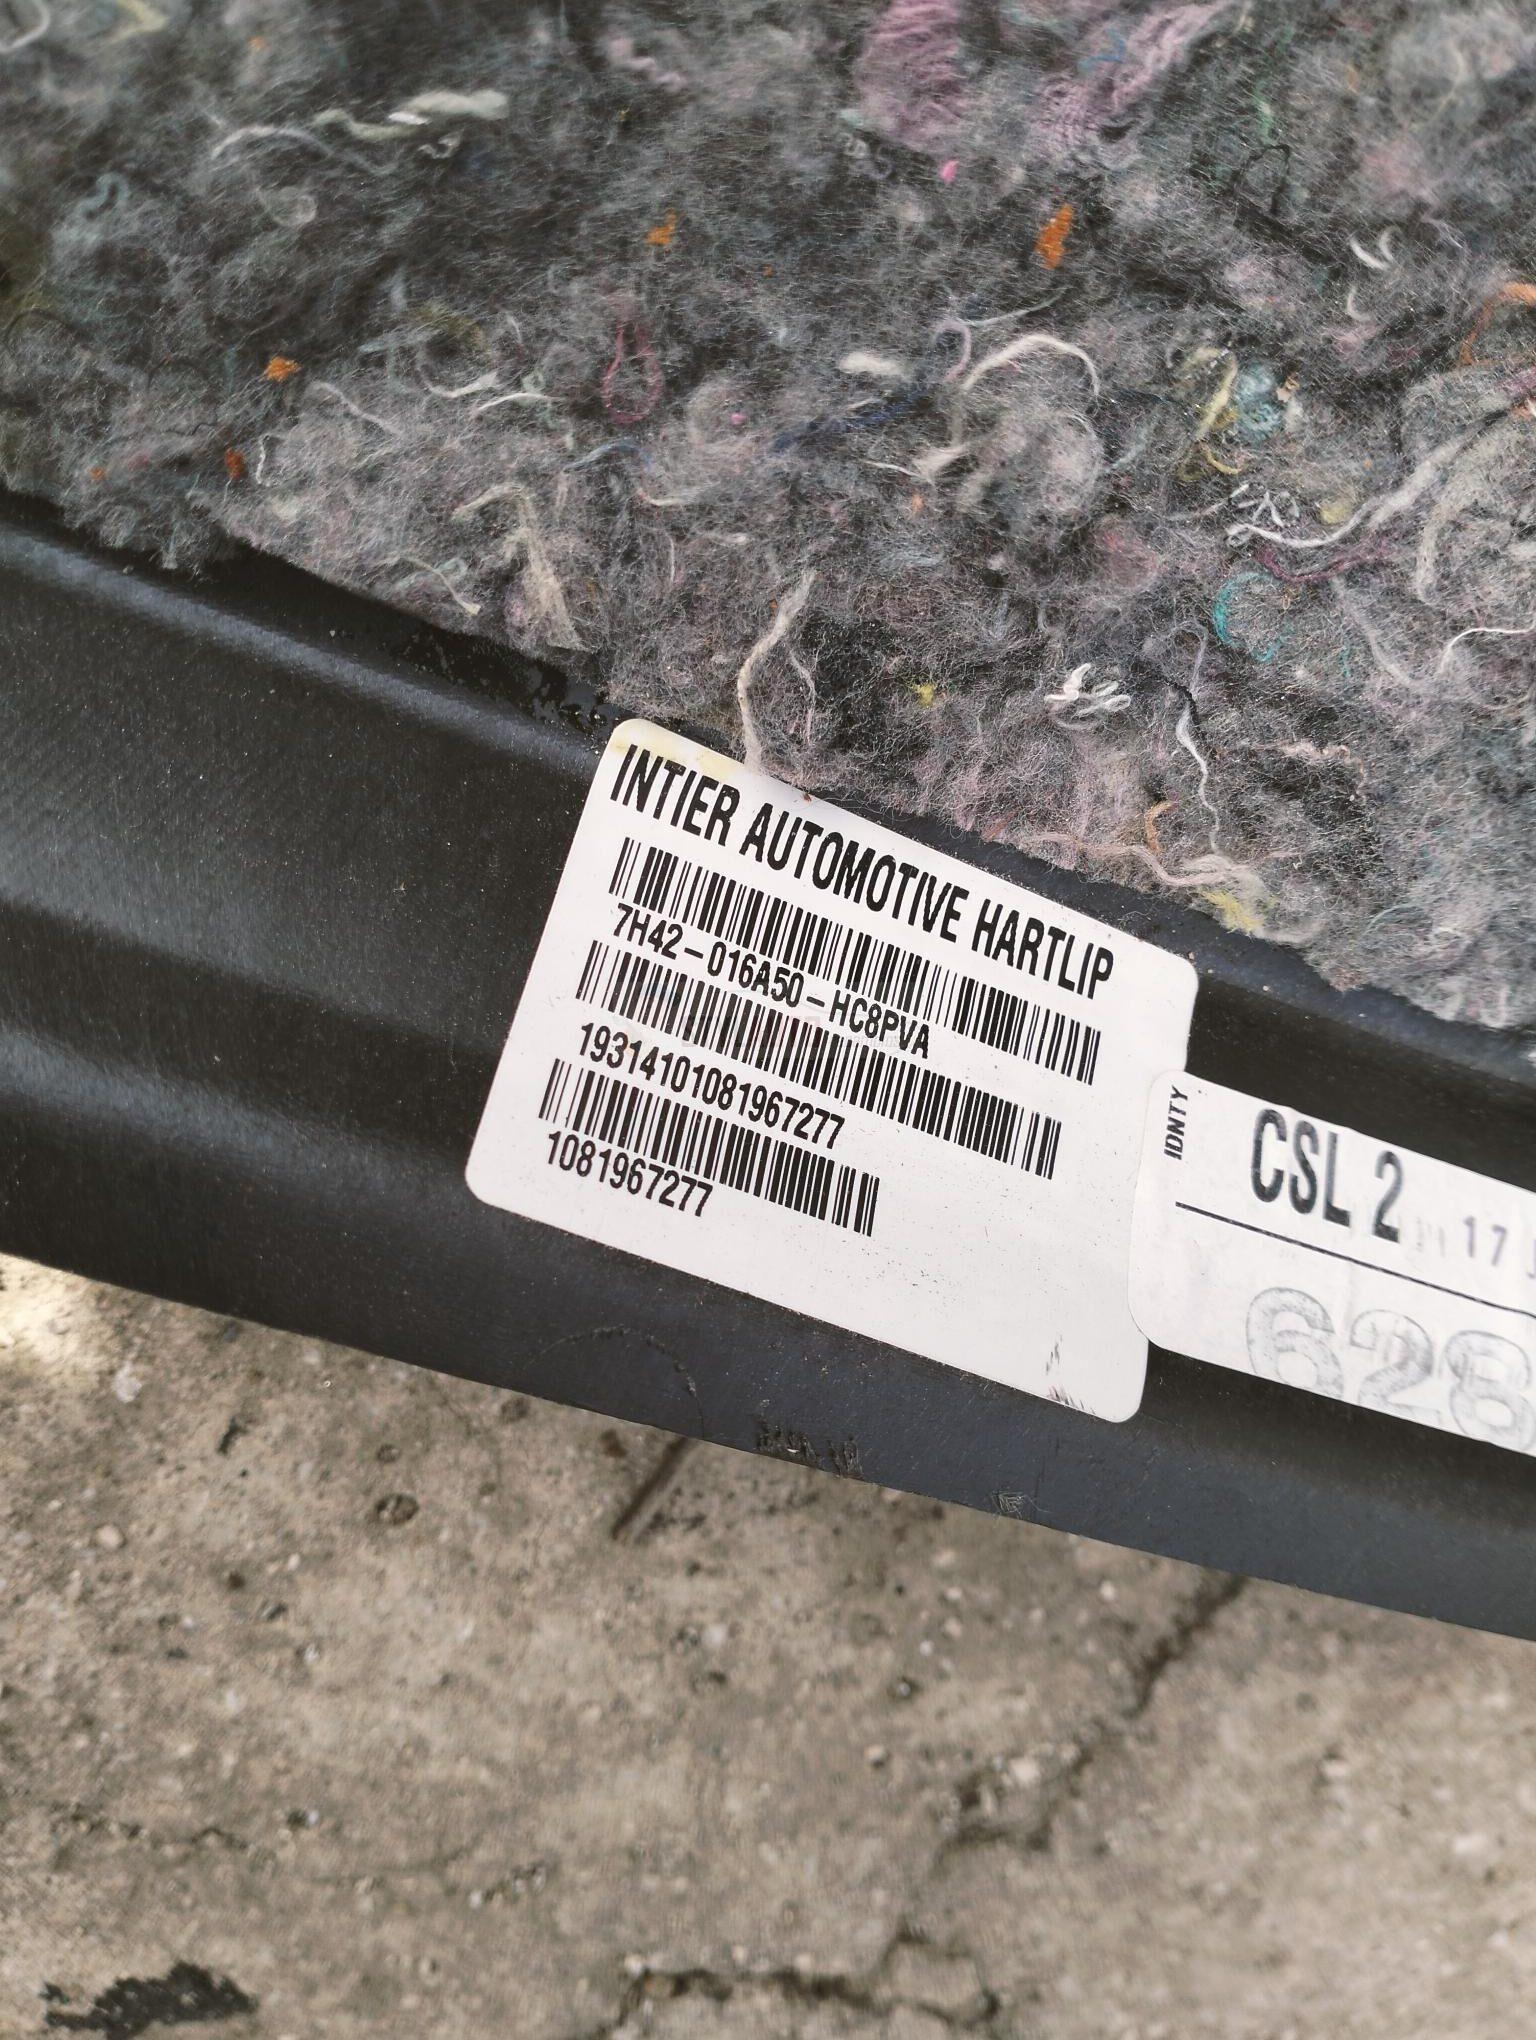 INTIER AUTOMOTIVE HARTLIP
7H42-016A50-HC8PVA
19314101081967277
1081967277
IDNTY
CSL 2
17
628